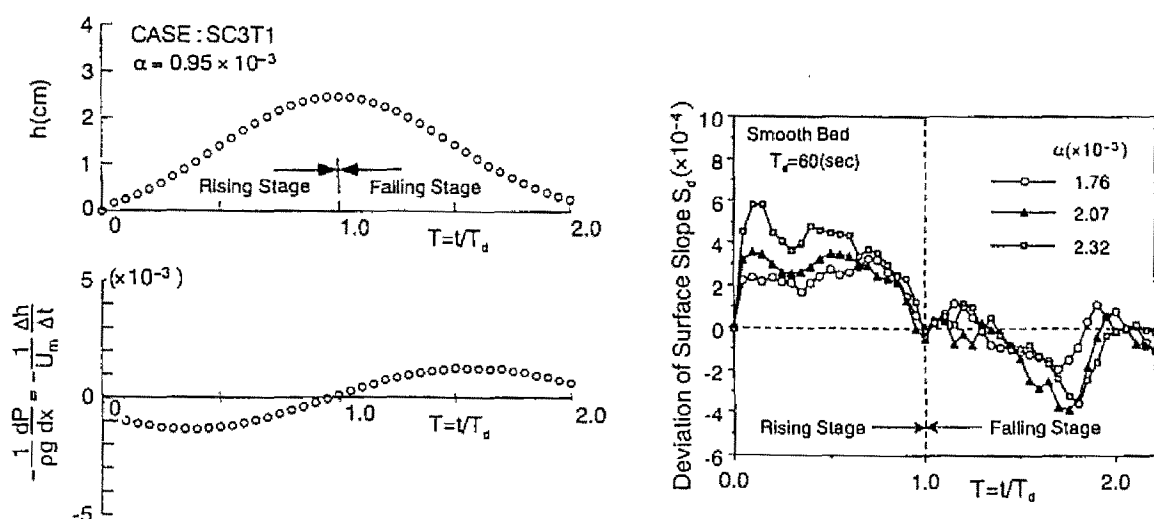 4
3
2
1
0
h(cm)
CASE : SC3T1
α = 0.95 × 10⁻³
Rising Stage
Falling Stage
0
1.0
2.0
T=t/T_d
5
(×10⁻³)
0
-5
-1/ρg dP/dx = -1/U_m Δh/Δt
0
1.0
2.0
T=t/T_d
10
8
6
4
2
0
-2
-4
-6
Deviation of Surface Slope S_d(×10⁻⁴)
Smooth Bed
T_d=60(sec)
α(×10⁻³)
1.76
2.07
2.32
Rising Stage
Falling Stage
0.0
1.0
2.0
T=t/T_d